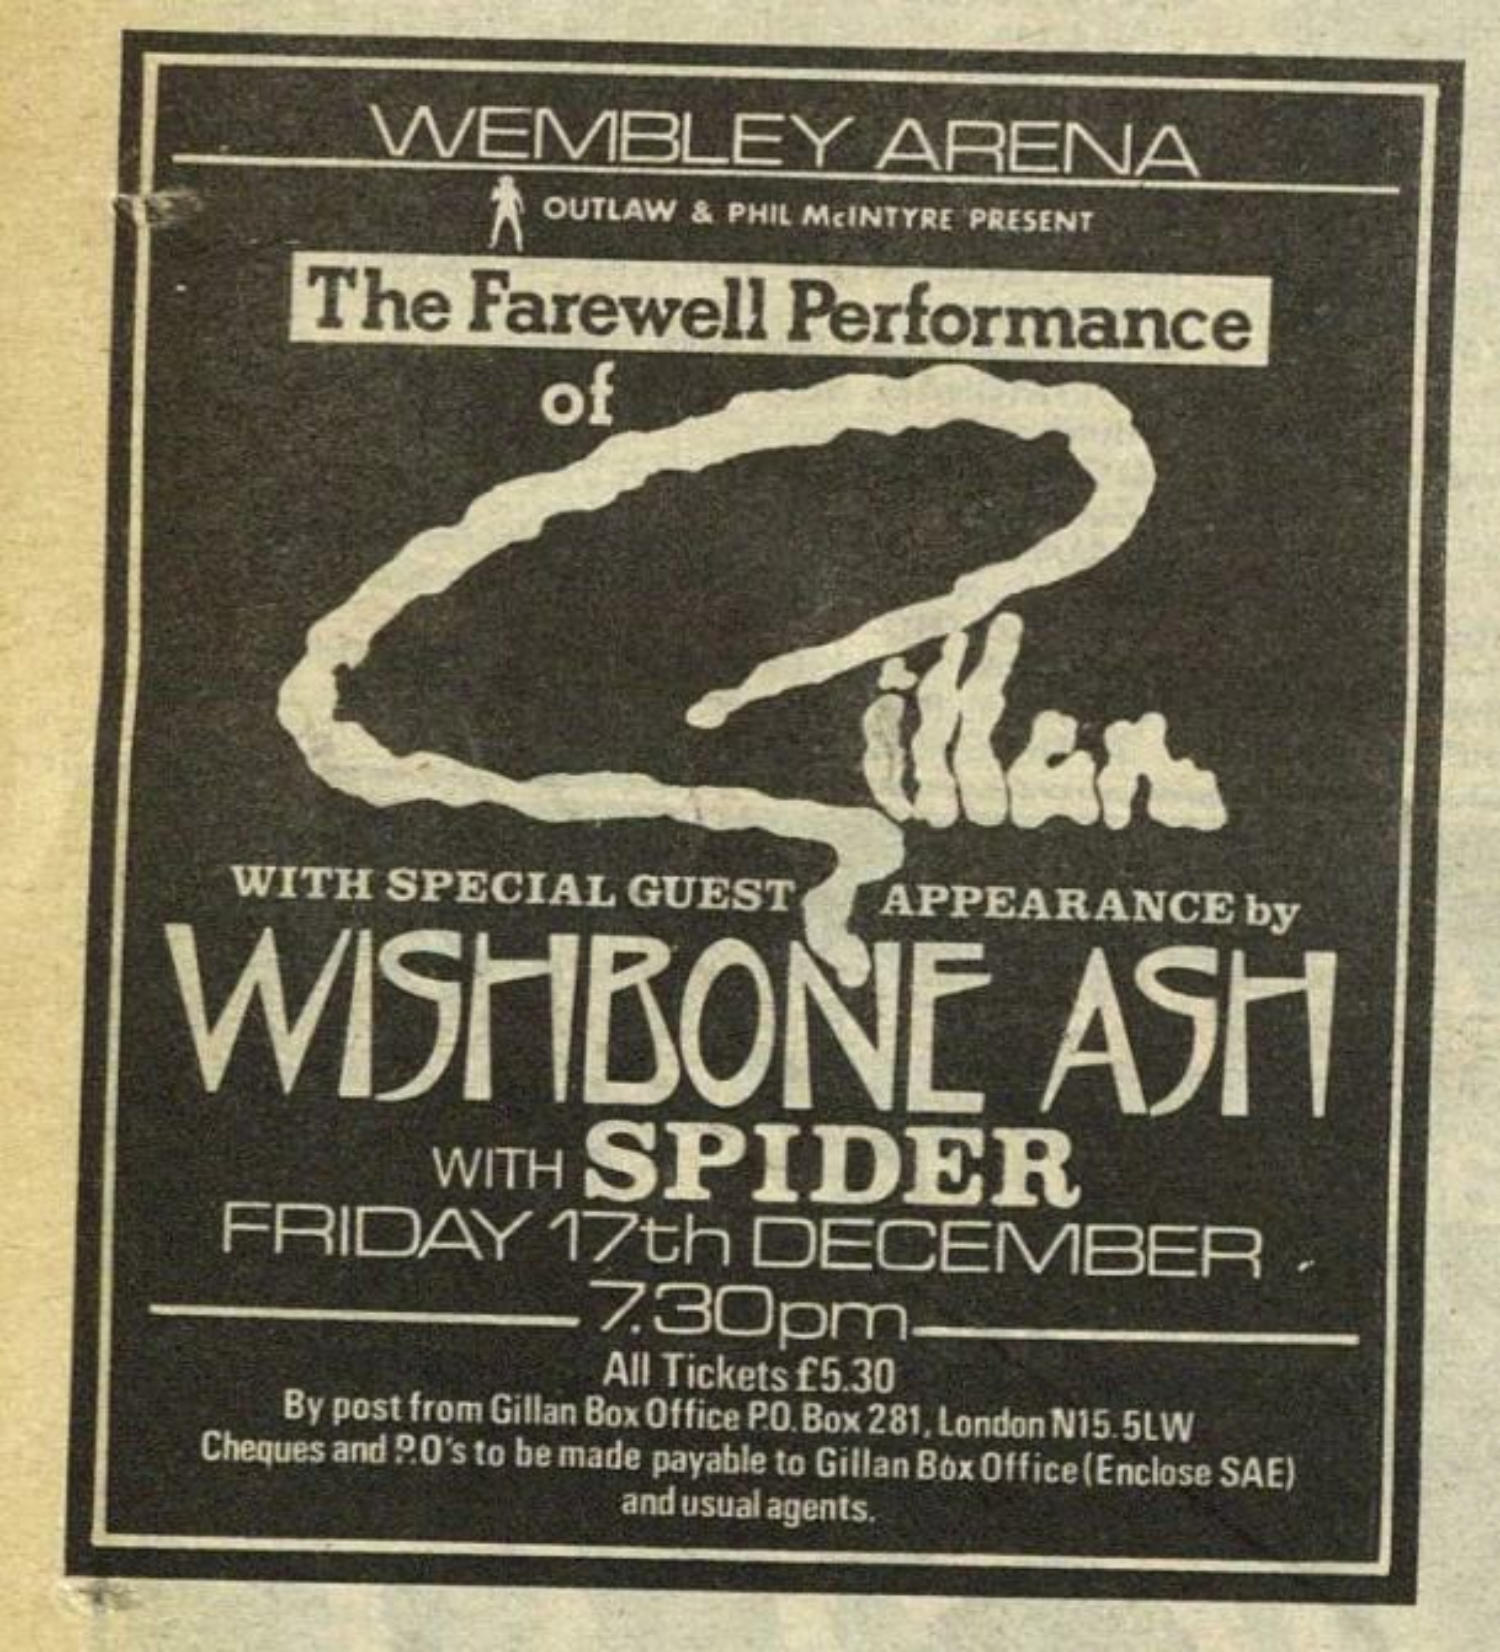 WEMBLEY ARENA
OUTLAW & PHIL McINTYRE PRESENT
The Farewell Performance
of
Gillan
WITH SPECIAL GUEST APPEARANCE by
WISHBONE ASH
WITH SPIDER
FRIDAY 17th DECEMBER
7.30pm
All Tickets £5.30
By post from Gillan Box Office P.O. Box 281, London N15.5LW
Cheques and P.O's to be made payable to Gillan Box Office (Enclose SAE)
and usual agents.